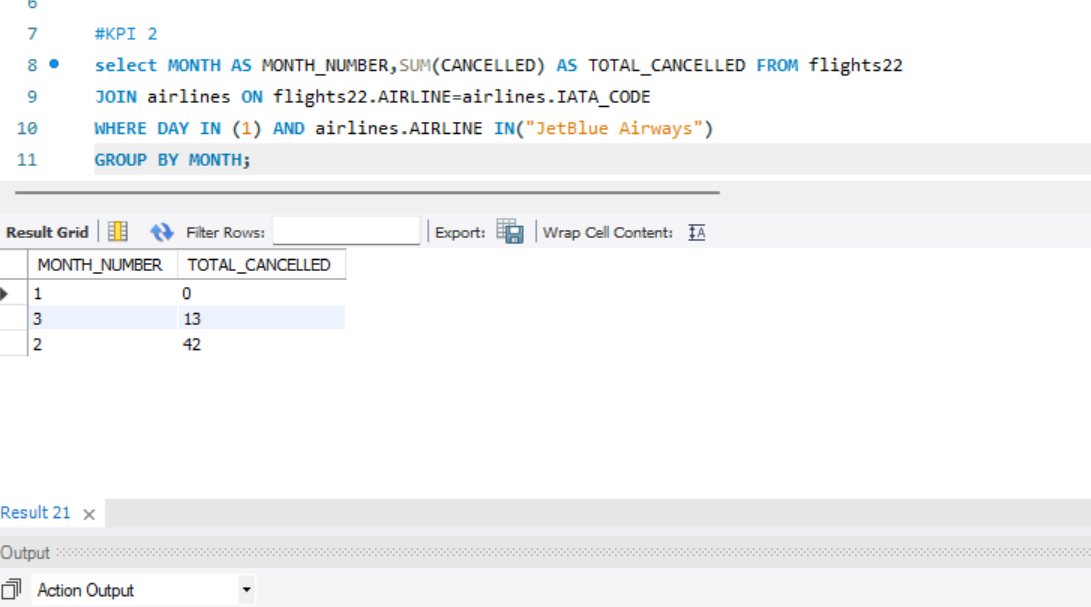 6
7 #KPI 2
8 select MONTH AS MONTH_NUMBER,SUM(CANCELLED) AS TOTAL_CANCELLED FROM flights22
9 JOIN airlines ON flights22.AIRLINE=airlines.IATA_CODE
10 WHERE DAY IN (1) AND airlines.AIRLINE IN("JetBlue Airways")
11 GROUP BY MONTH;
Result Grid Filter Rows: Export: Wrap Cell Content: IA
MONTH_NUMBER TOTAL_CANCELLED
1 0
3 13
2 42
Result 21 ×
Output
Action Output